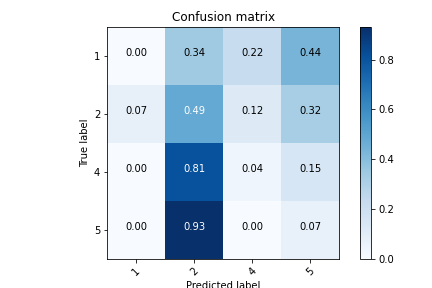 Confusion matrix
1 0.00 0.34 0.22 0.44
2 0.07 0.49 0.12 0.32
4 0.00 0.81 0.04 0.15
5 0.00 0.93 0.00 0.07
True label
1 2 4 5
Predicted label
0.8
0.6
0.4
0.2
0.0